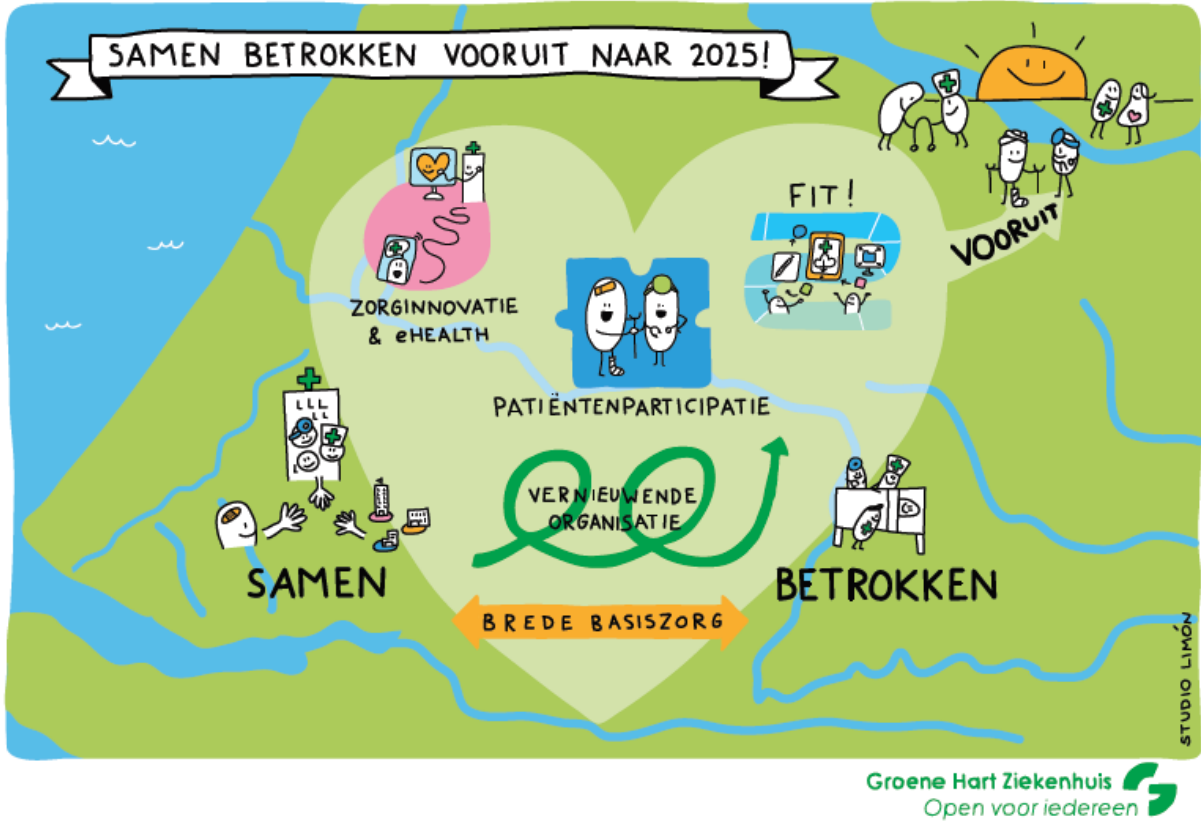 SAMEN BETROKKEN VOORUIT NAAR 2025!
FIT!
VOORUIT
ZORGINNOVATIE
& eHEALTH
PATIËNTENPARTICIPATIE
VERNIEUWENDE
ORGANISATIE
SAMEN
BETROKKEN
BREDE BASISZORG
STUDIO LIMÓN
Groene Hart Ziekenhuis
Open voor iedereen